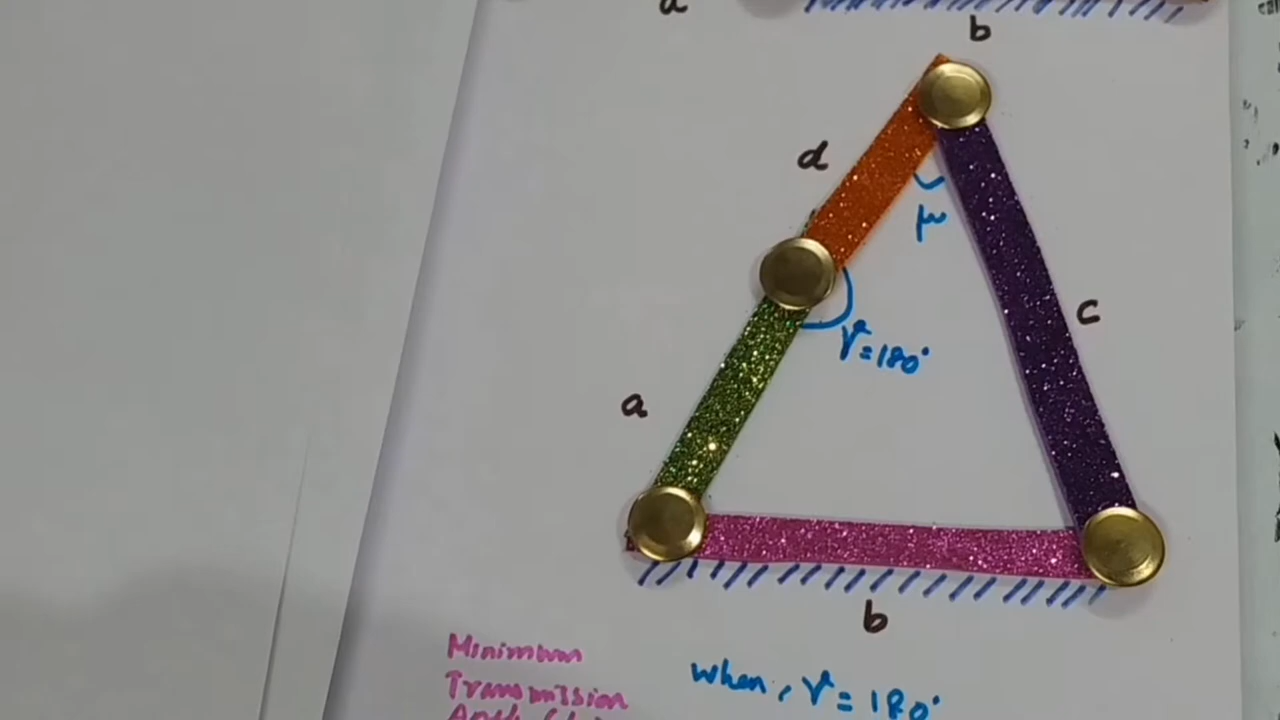 a
b
d
μ
c
γ=180°
a
b
Minimum
Transmission
when, γ = 180°